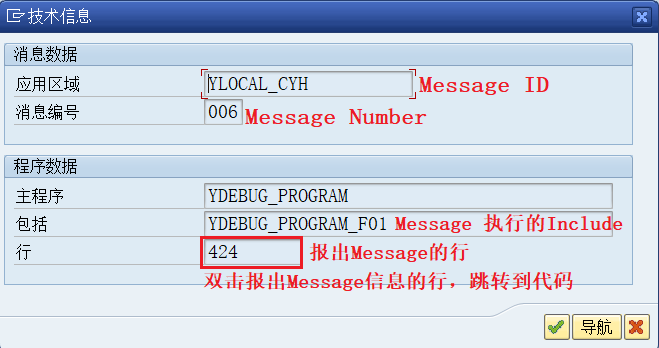 技术信息
消息数据
应用区域 YLOCAL_CYH Message ID
消息编号 006 Message Number
程序数据
主程序 YDEBUG_PROGRAM
包括 YDEBUG_PROGRAM_F01 Message 执行的Include
行 424 报出Message的行
双击报出Message信息的行，跳转到代码
导航